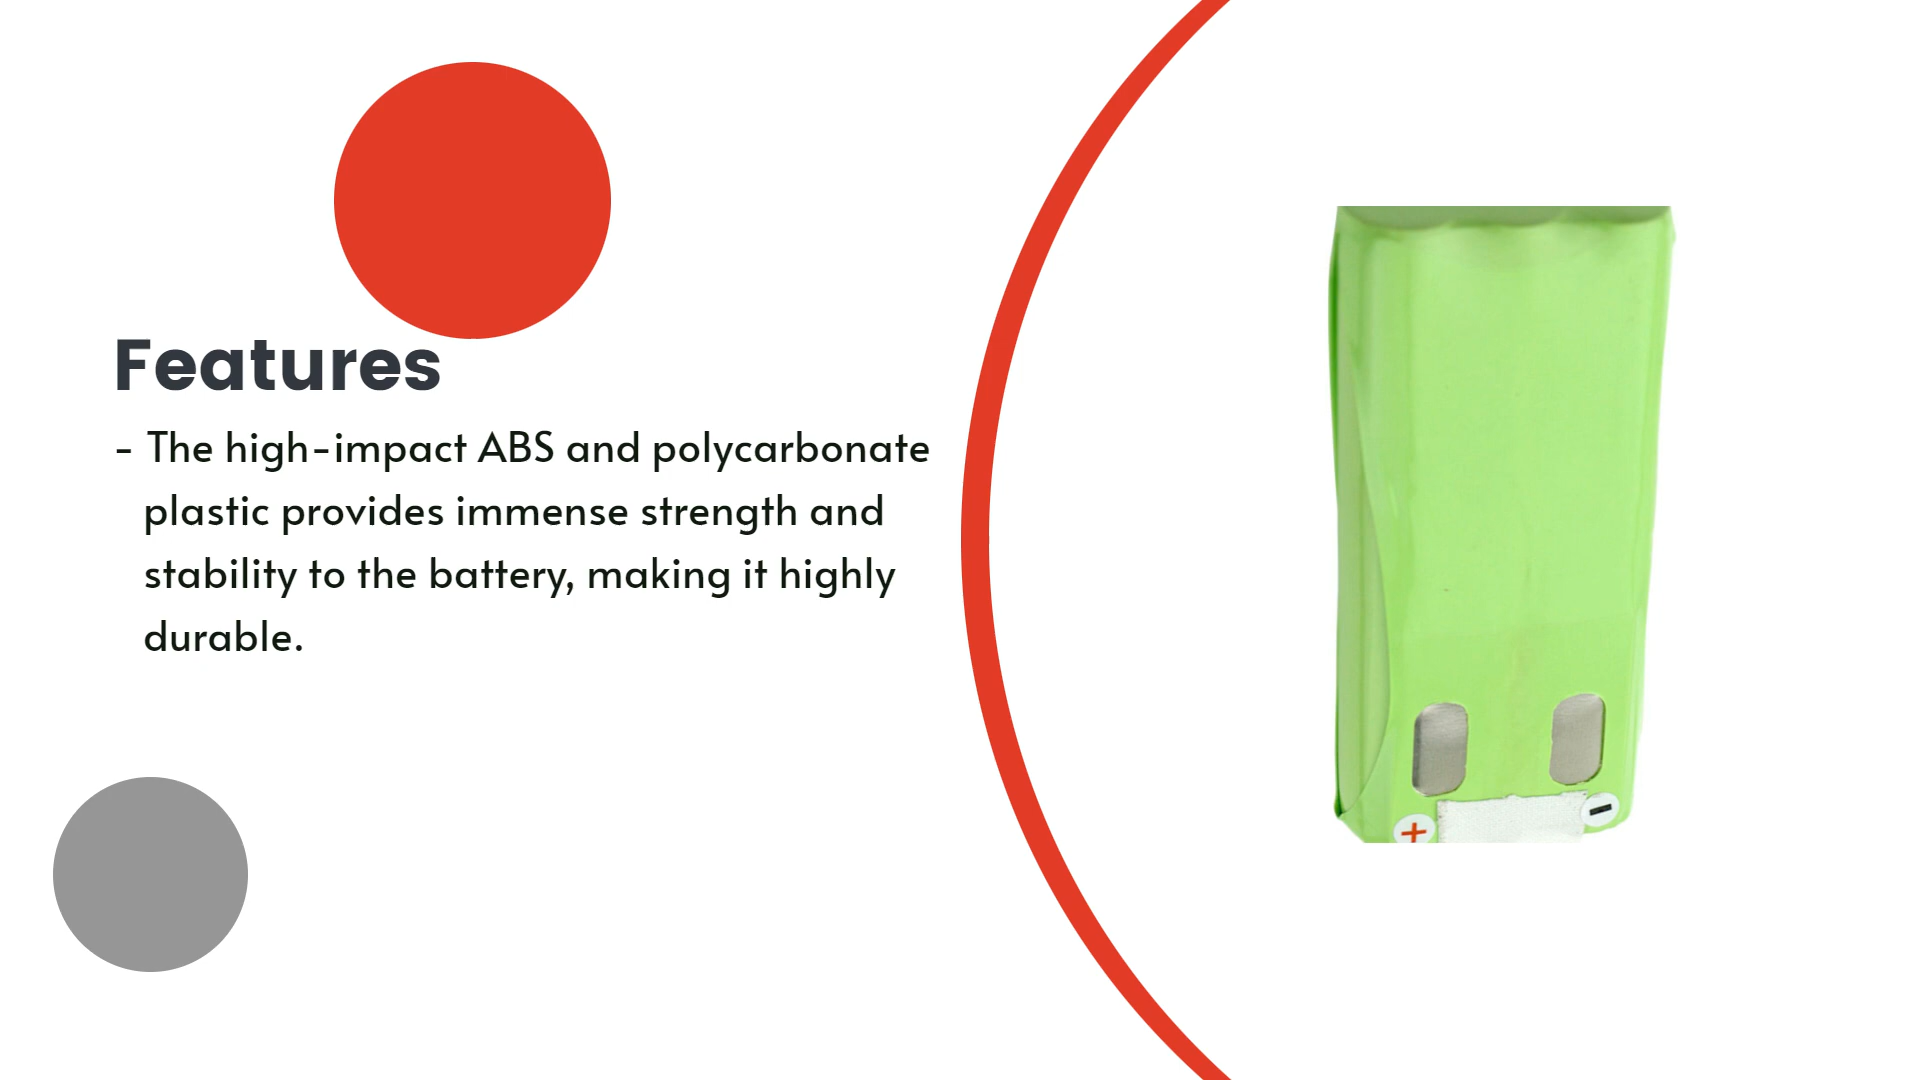 Features
- The high-impact ABS and polycarbonate
plastic provides immense strength and
stability to the battery, making it highly
durable.
+
-